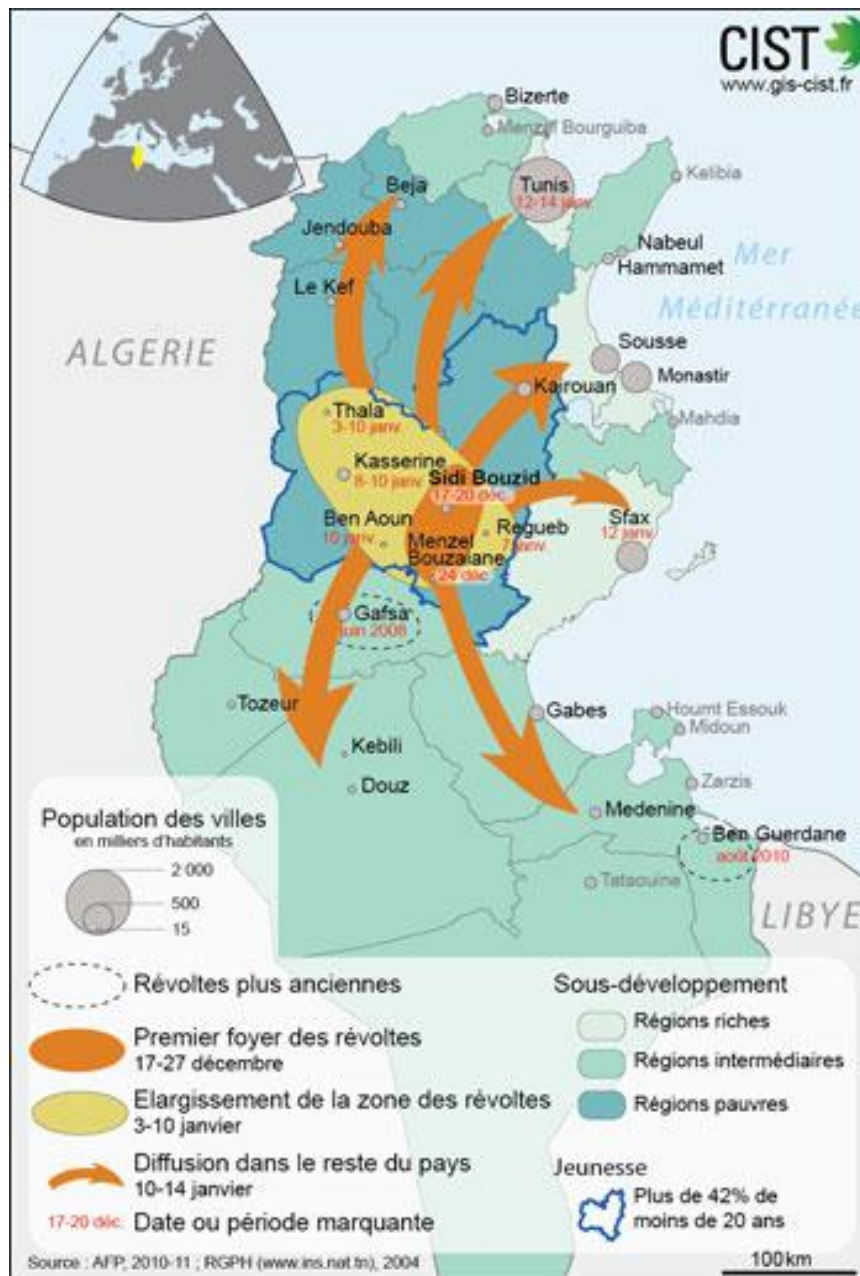 CIST
www.gis-cist.fr
Bizerte
Menzel Bourguiba
Kelibia
Tunis
12-14 janv.
Beja
Jendouba
Nabeul
Hammamet
Mer
Méditérranée
Le Kef
ALGERIE
Sousse
Monastir
Kairouan
Mahdia
Thala
3-10 janv.
Kasserine
8-10 janv.
Sidi Bouzid
17-20 déc.
Ben Aoun
10 janv.
Regueb
7 janv.
Sfax
12 janv.
Menzel
Bouzaiane
24 déc.
Gafsa
juin 2008
Tozeur
Gabes
Houmt Essouk
Midoun
Kebili
Douz
Zarzis
Medenine
Ben Guerdane
août 2010
Tataouine
LIBYE
Population des villes
en milliers d'habitants
2 000
500
15
Révoltes plus anciennes
Premier foyer des révoltes
17-27 décembre
Elargissement de la zone des révoltes
3-10 janvier
Diffusion dans le reste du pays
10-14 janvier
17-20 déc. Date ou période marquante
Sous-développement
Régions riches
Régions intermédiaires
Régions pauvres
Jeunesse
Plus de 42% de
moins de 20 ans
Source : AFP, 2010-11 ; RGPH (www.ins.nat.tn), 2004
100 km